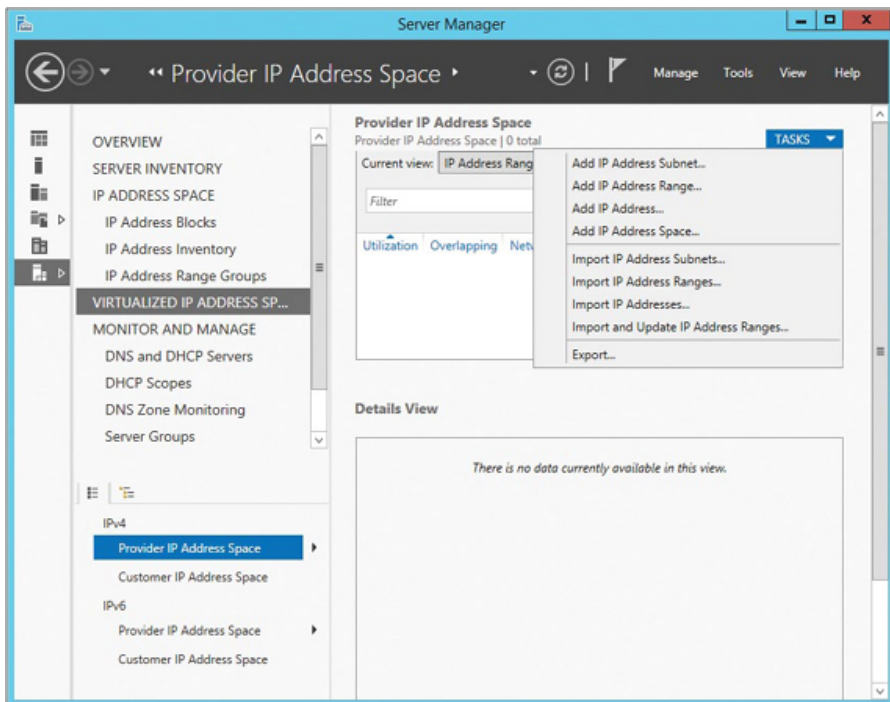 Server Manager
Provider IP Address Space
Manage Tools View Help
OVERVIEW
SERVER INVENTORY
IP ADDRESS SPACE
IP Address Blocks
IP Address Inventory
IP Address Range Groups
VIRTUALIZED IP ADDRESS SP...
MONITOR AND MANAGE
DNS and DHCP Servers
DHCP Scopes
DNS Zone Monitoring
Server Groups
IPv4
Provider IP Address Space
Customer IP Address Space
IPv6
Provider IP Address Space
Customer IP Address Space
Provider IP Address Space
Provider IP Address Space | 0 total
TASKS
Current view: IP Address Rang
Filter
Utilization Overlapping Netw
Add IP Address Subnet...
Add IP Address Range...
Add IP Address...
Add IP Address Space...
Import IP Address Subnets...
Import IP Address Ranges...
Import IP Addresses...
Import and Update IP Address Ranges...
Export...
Details View
There is no data currently available in this view.